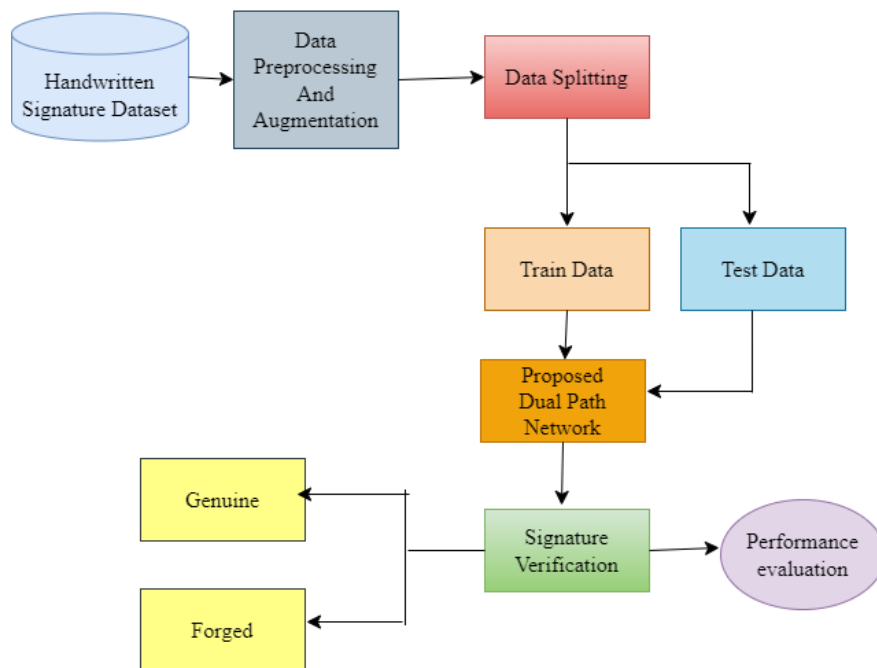 Handwritten
Signature Dataset
Data
Preprocessing
And
Augmentation
Data Splitting
Train Data
Test Data
Proposed
Dual Path
Network
Genuine
Signature
Verification
Performance
evaluation
Forged